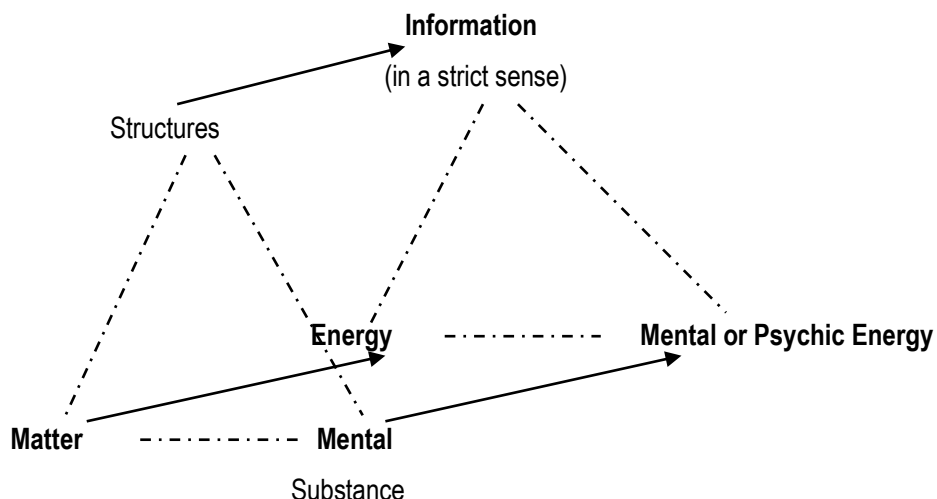 Information
(in a strict sense)
Structures
Energy
Mental or Psychic Energy
Matter
Mental
Substance